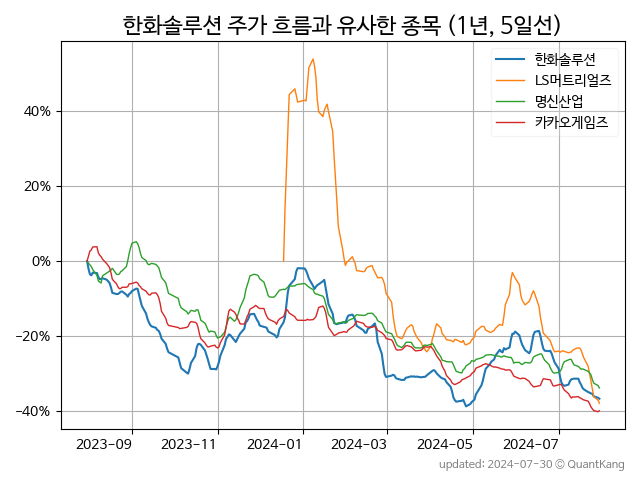 한화솔루션 주가 흐름과 유사한 종목 (1년, 5일선)
한화솔루션
LS머트리얼즈
명신산업
카카오게임즈
40%
20%
0%
−20%
−40%
2023-09 2023-11 2024-01 2024-03 2024-05 2024-07
updated: 2024-07-30 © QuantKang